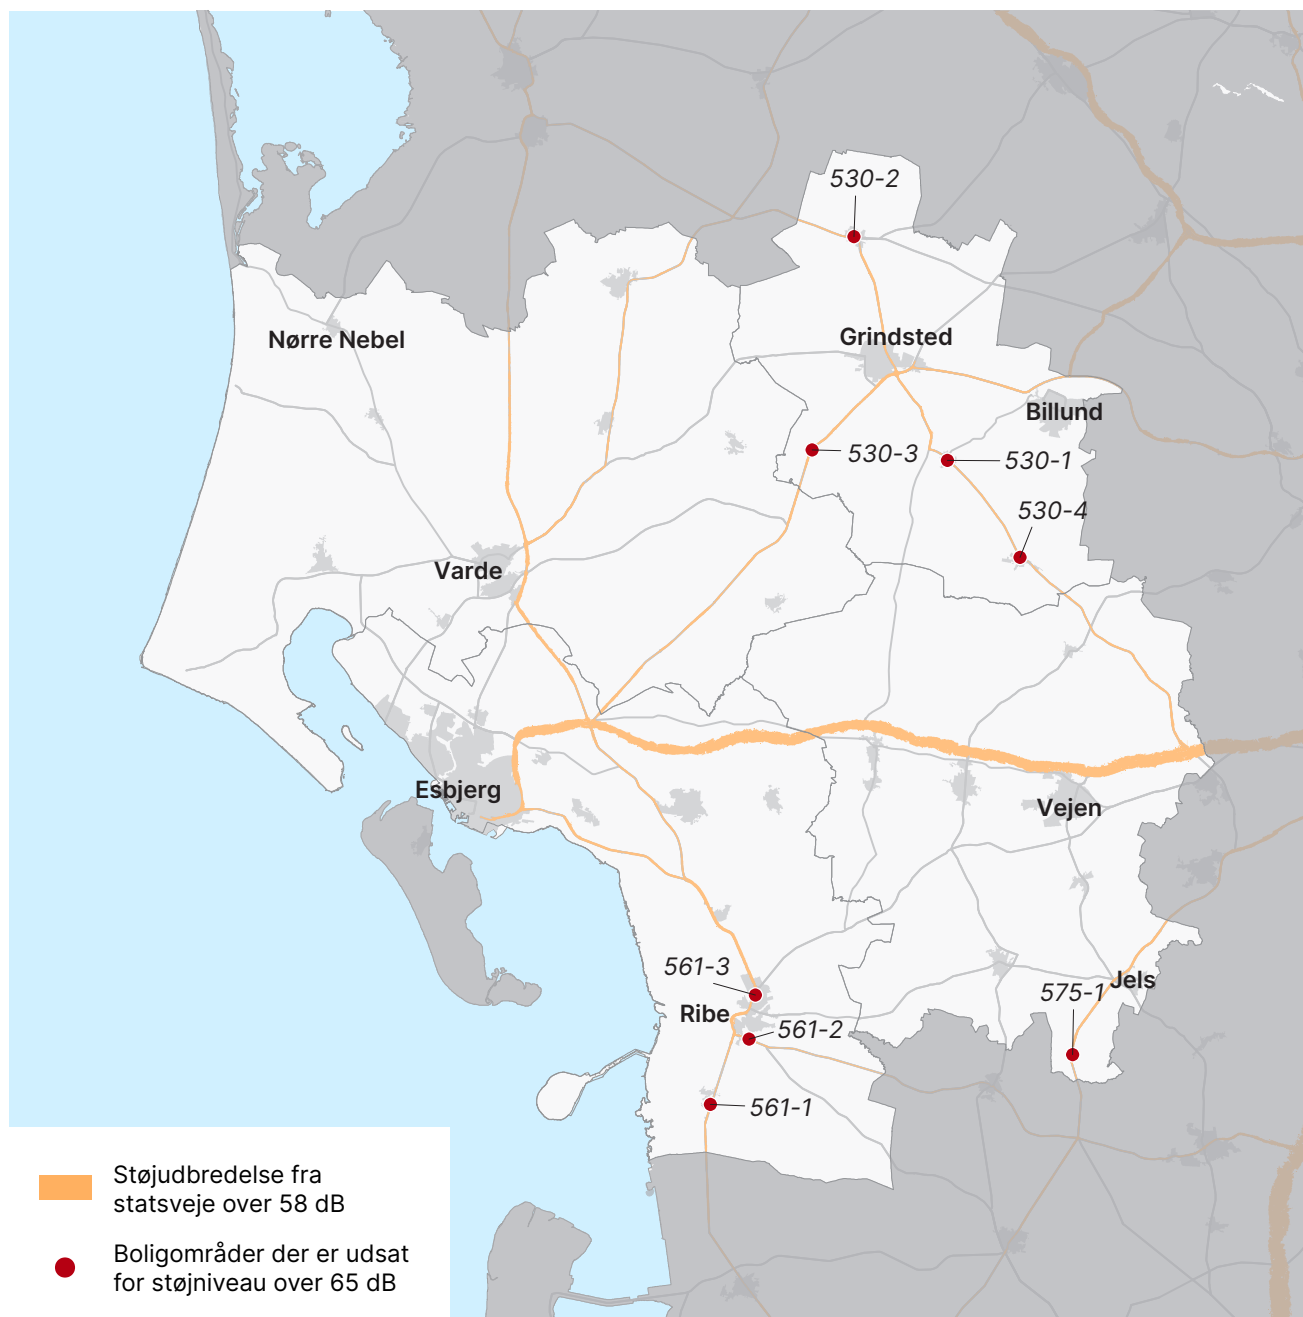 530-2
Nørre Nebel
Grindsted
Billund
530-3
530-1
530-4
Varde
Esbjerg
Vejen
561-3
575-1
Jels
Ribe
561-2
561-1
Støjudbredelse fra
statsveje over 58 dB
Boligområder der er udsat
for støjniveau over 65 dB